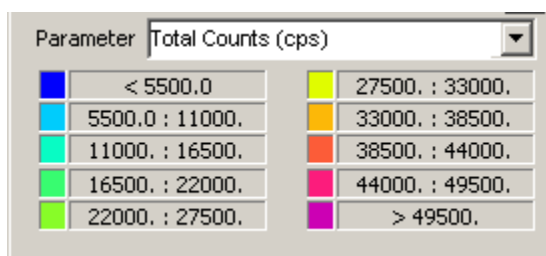 Parameter Total Counts (cps)
< 5500.0 27500. : 33000.
5500.0 : 11000. 33000. : 38500.
11000. : 16500. 38500. : 44000.
16500. : 22000. 44000. : 49500.
22000. : 27500. > 49500.